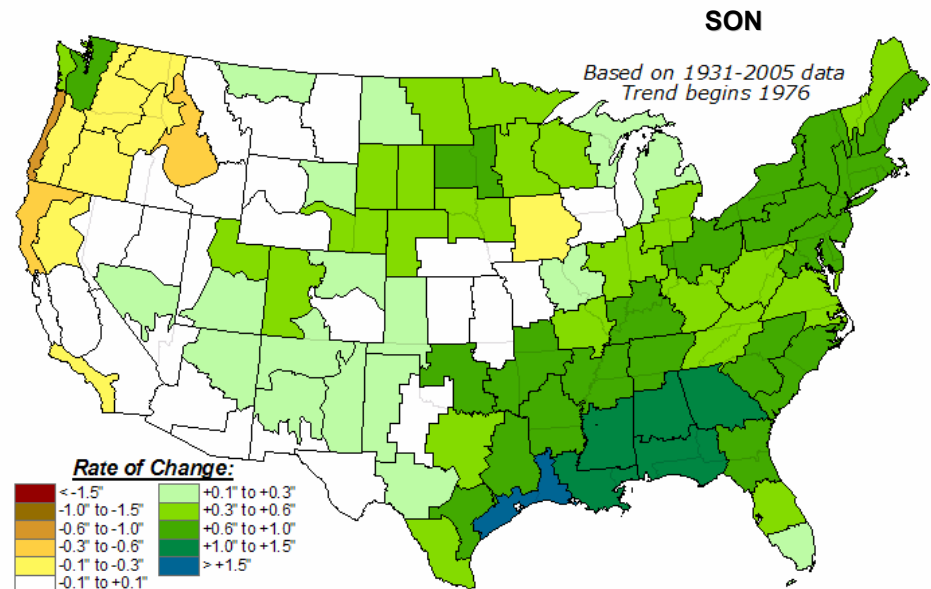 SON
Based on 1931-2005 data
Trend begins 1976
Rate of Change:
< -1.5"
-1.0" to -1.5"
-0.6" to -1.0"
-0.3" to -0.6"
-0.1" to -0.3"
-0.1" to +0.1"
+0.1" to +0.3"
+0.3" to +0.6"
+0.6" to +1.0"
+1.0" to +1.5"
> +1.5"